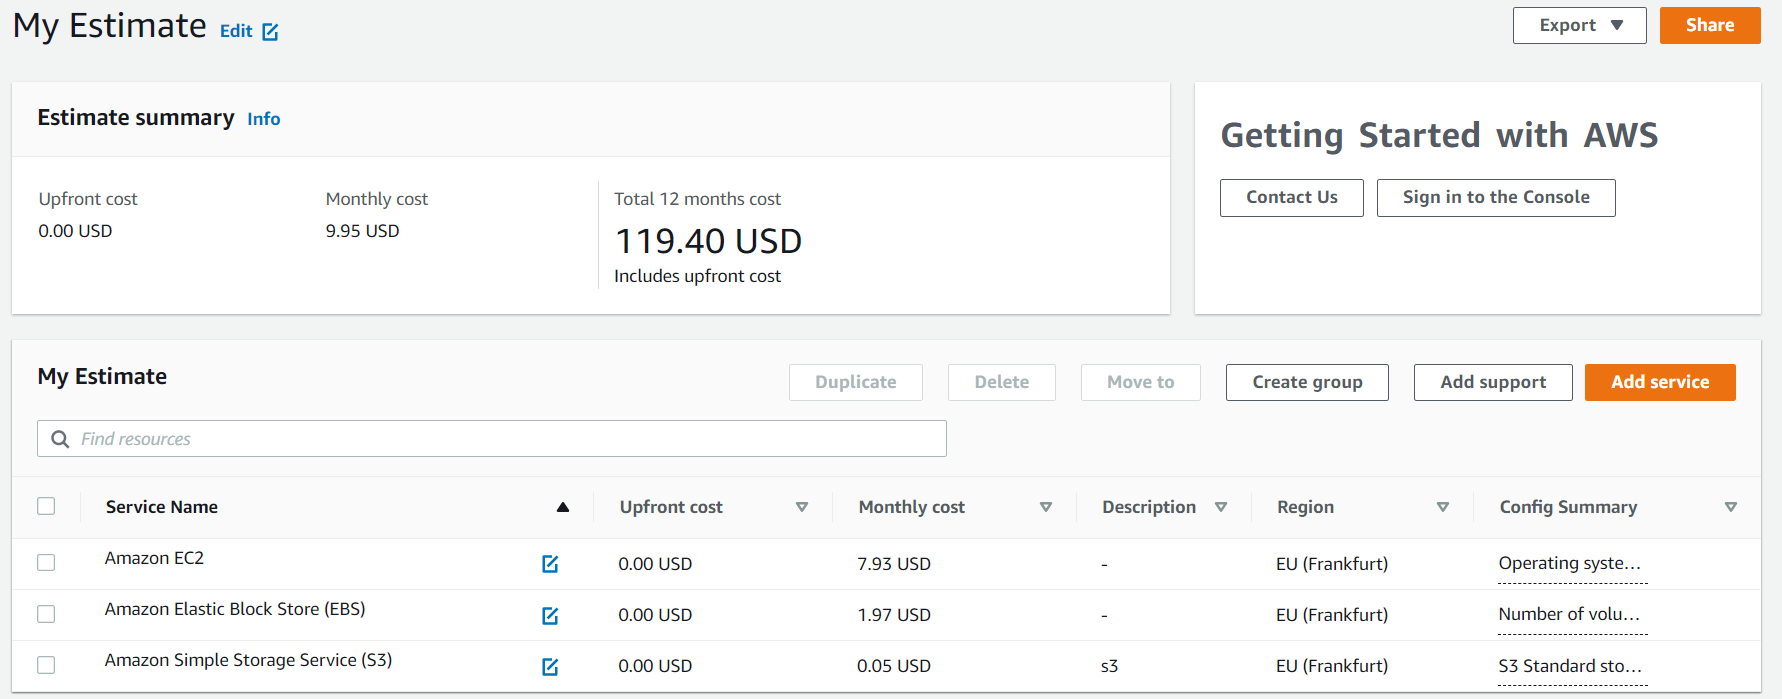 My Estimate Edit
Export Share
Estimate summary Info
Upfront cost Monthly cost Total 12 months cost
0.00 USD 9.95 USD 119.40 USD
Includes upfront cost
Getting Started with AWS
Contact Us Sign in to the Console
My Estimate
Duplicate Delete Move to Create group Add support Add service
Find resources
Service Name Upfront cost Monthly cost Description Region Config Summary
Amazon EC2 0.00 USD 7.93 USD - EU (Frankfurt) Operating syste...
Amazon Elastic Block Store (EBS) 0.00 USD 1.97 USD - EU (Frankfurt) Number of volu...
Amazon Simple Storage Service (S3) 0.00 USD 0.05 USD s3 EU (Frankfurt) S3 Standard sto...